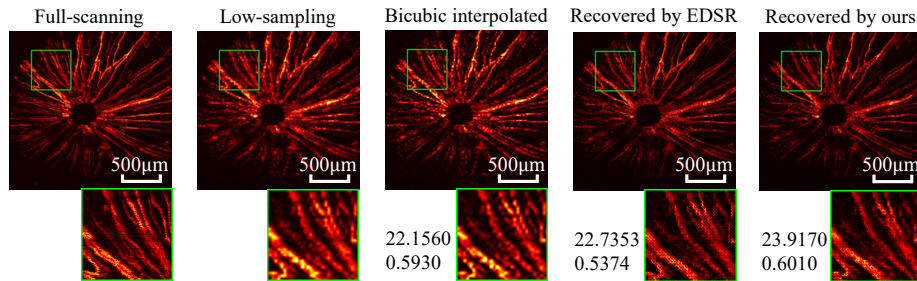 Full-scanning
Low-sampling
Bicubic interpolated
Recovered by EDSR
Recovered by ours
500μm
500μm
500μm
500μm
500μm
22.1560
0.5930
22.7353
0.5374
23.9170
0.6010